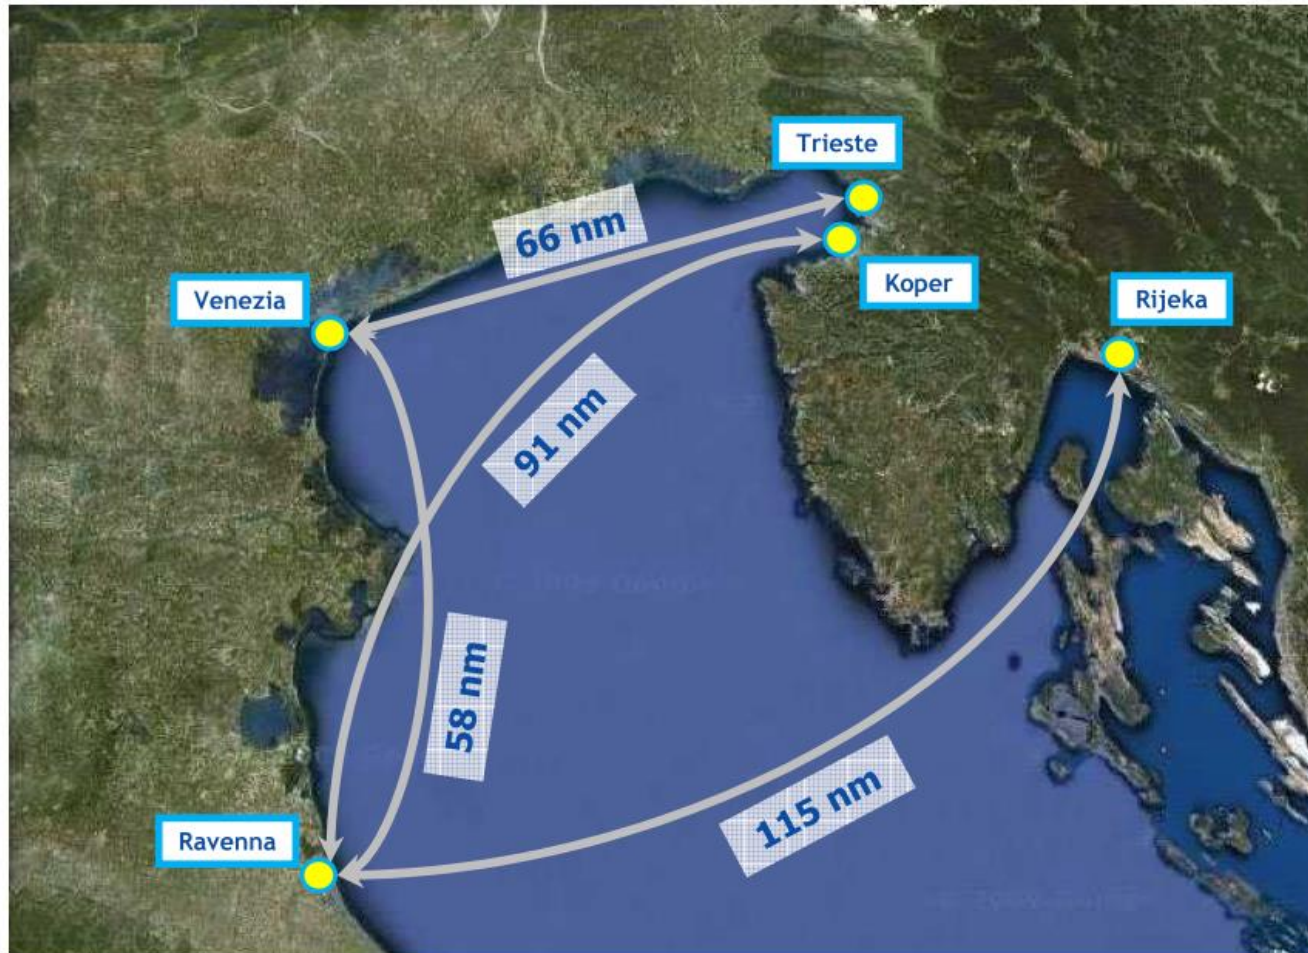 Trieste
66 nm
Koper
Venezia
Rijeka
91 nm
58 nm
115 nm
Ravenna